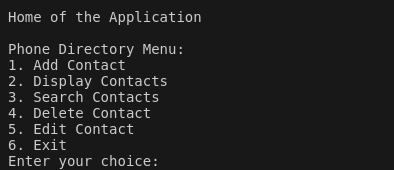 Home of the Application
Phone Directory Menu:
1. Add Contact
2. Display Contacts
3. Search Contacts
4. Delete Contact
5. Edit Contact
6. Exit
Enter your choice: